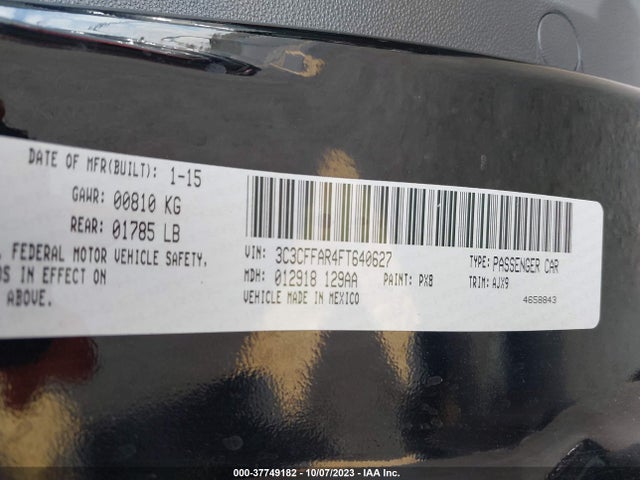 DATE OF MFR(BUILT): 1-15
GAWR: 00810 KG
REAR: 01785 LB
FEDERAL MOTOR VEHICLE SAFETY.
IN EFFECT ON
ABOVE.
VIN: 3C3CFFAR4FT640627
TYPE: PASSENGER CAR
MDH: 012918 129AA
PAINT: PX8
TRIM: AJX9
VEHICLE MADE IN MEXICO
4658843
000-37749182 - 10/07/2023 - IAA Inc.